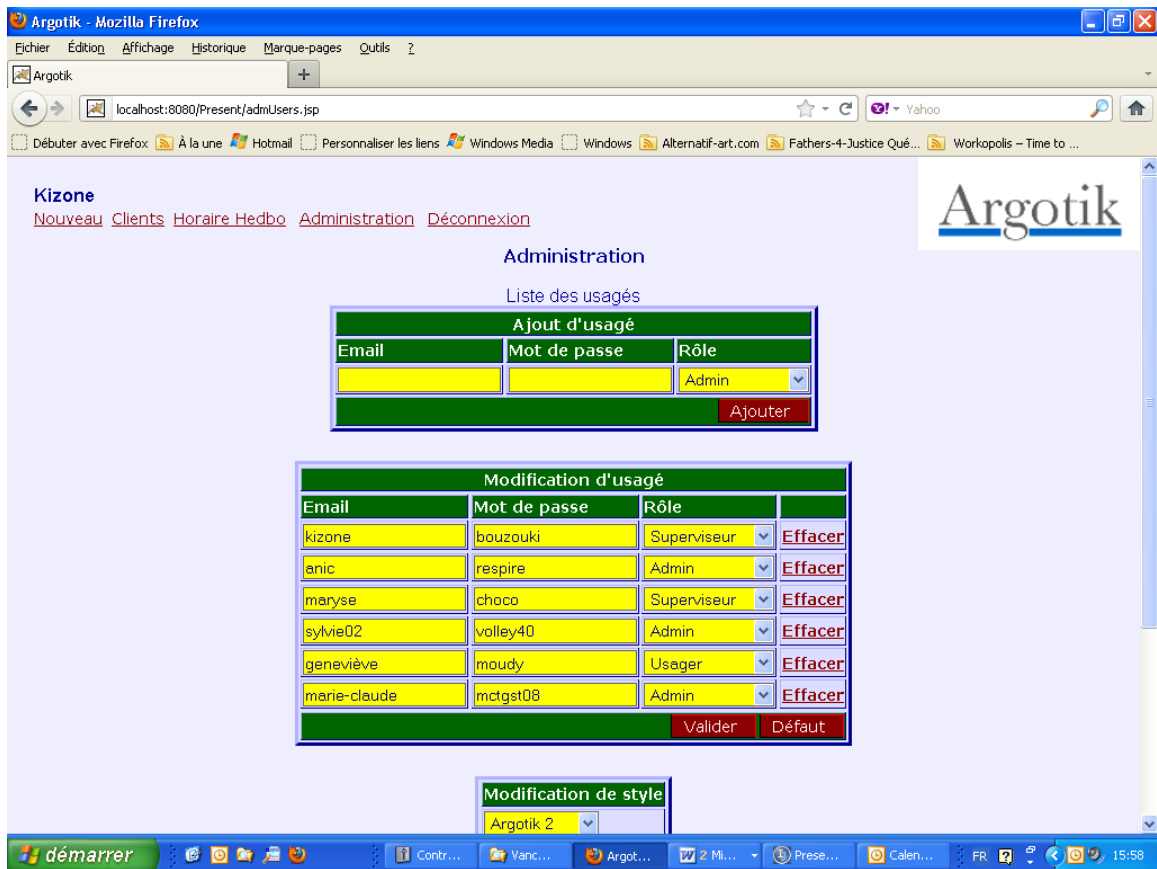 Argotik - Mozilla Firefox
Fichier Édition Affichage Historique Marque-pages Outils ?
Argotik +
localhost:8080/Present/admUsers.jsp Yahoo
Débuter avec Firefox À la une Hotmail Personnaliser les liens Windows Media Windows Alternatif-art.com Fathers-4-Justice Qué... Workopolis – Time to ...
Kizone
Argotik
Nouveau Clients Horaire Hedbo Administration Déconnexion
Administration
Liste des usagés
Ajout d'usagé
Email Mot de passe Rôle
Admin
Ajouter
Modification d'usagé
Email Mot de passe Rôle
kizone bouzouki Superviseur Effacer
anic respire Admin Effacer
maryse choco Superviseur Effacer
sylvie02 volley40 Admin Effacer
geneviève moudy Usager Effacer
marie-claude mctgst08 Admin Effacer
Valider Défaut
Modification de style
Argotik 2
démarrer Contr... Vanc... Argot... 2 Mi... Prese... Calen... FR 15:58